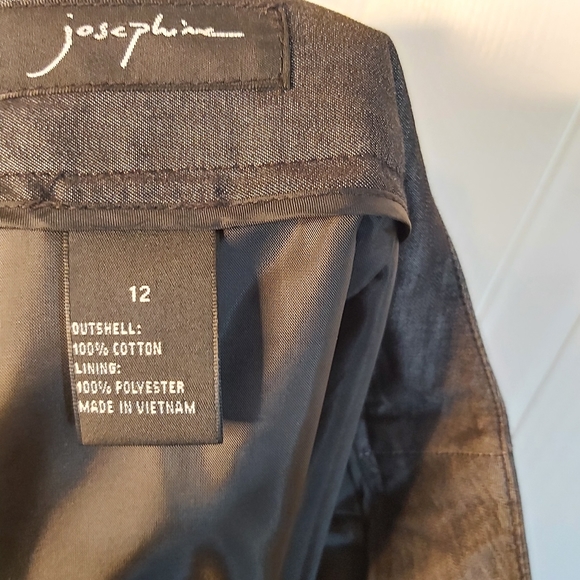 josephine
12
OUTSHELL:
100% COTTON
LINING:
100% POLYESTER
MADE IN VIETNAM